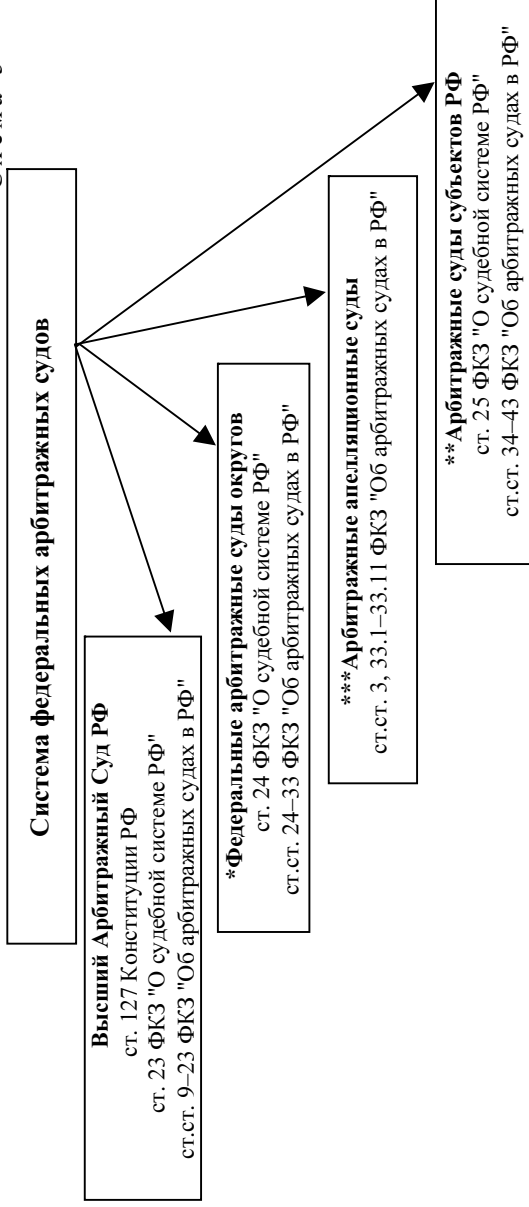 Система федеральных арбитражных судов
Высший Арбитражный Суд РФ
ст. 127 Конституции РФ
ст. 23 ФКЗ "О судебной системе РФ"
ст.ст. 9–23 ФКЗ "Об арбитражных судах в РФ"
*Федеральные арбитражные суды округов
ст. 24 ФКЗ "О судебной системе РФ"
ст.ст. 24–33 ФКЗ "Об арбитражных судах в РФ"
***Арбитражные апелляционные суды
ст.ст. 3, 33.1–33.11 ФКЗ "Об арбитражных судах в РФ"
**Арбитражные суды субъектов РФ
ст. 25 ФКЗ "О судебной системе РФ"
ст.ст. 34–43 ФКЗ "Об арбитражных судах в РФ"